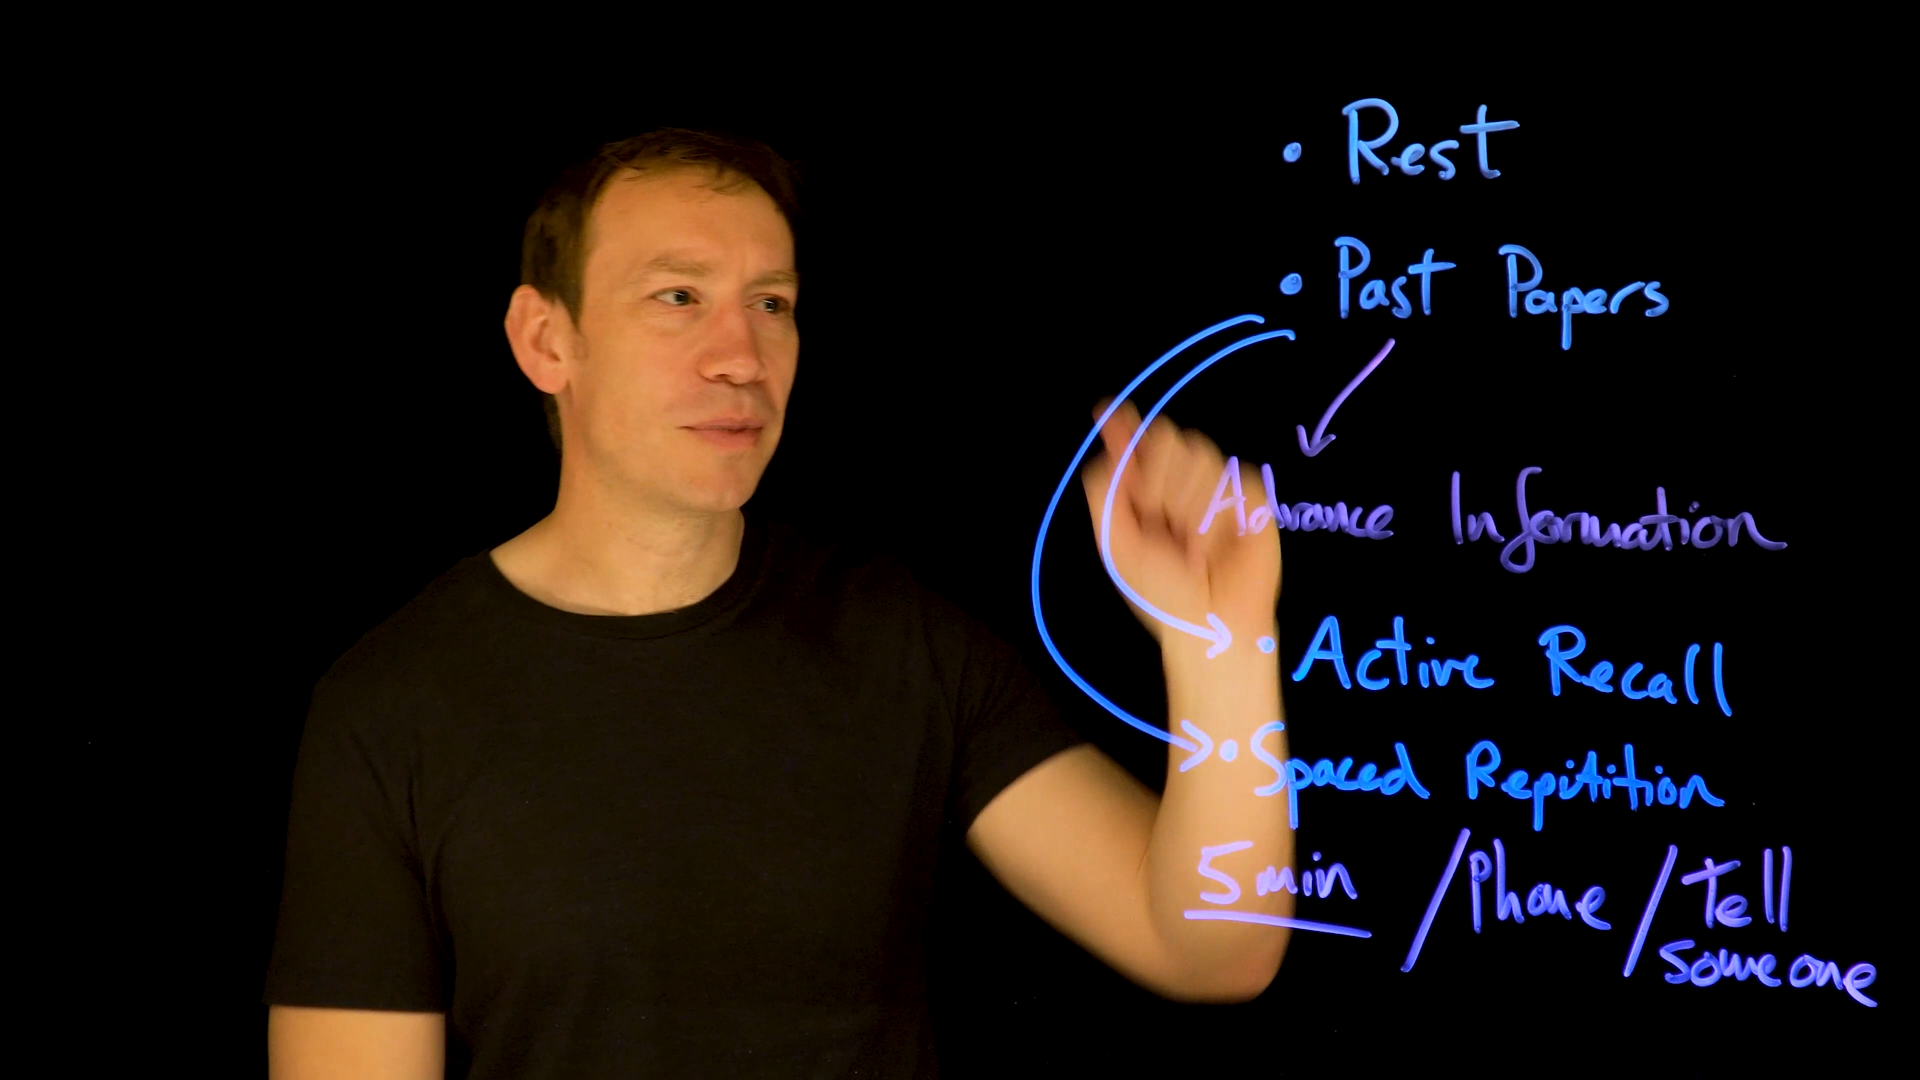 • Rest
• Past Papers
Advance Information
• Active Recall
• Spaced Repitition
5 min / Phone / Tell
someone